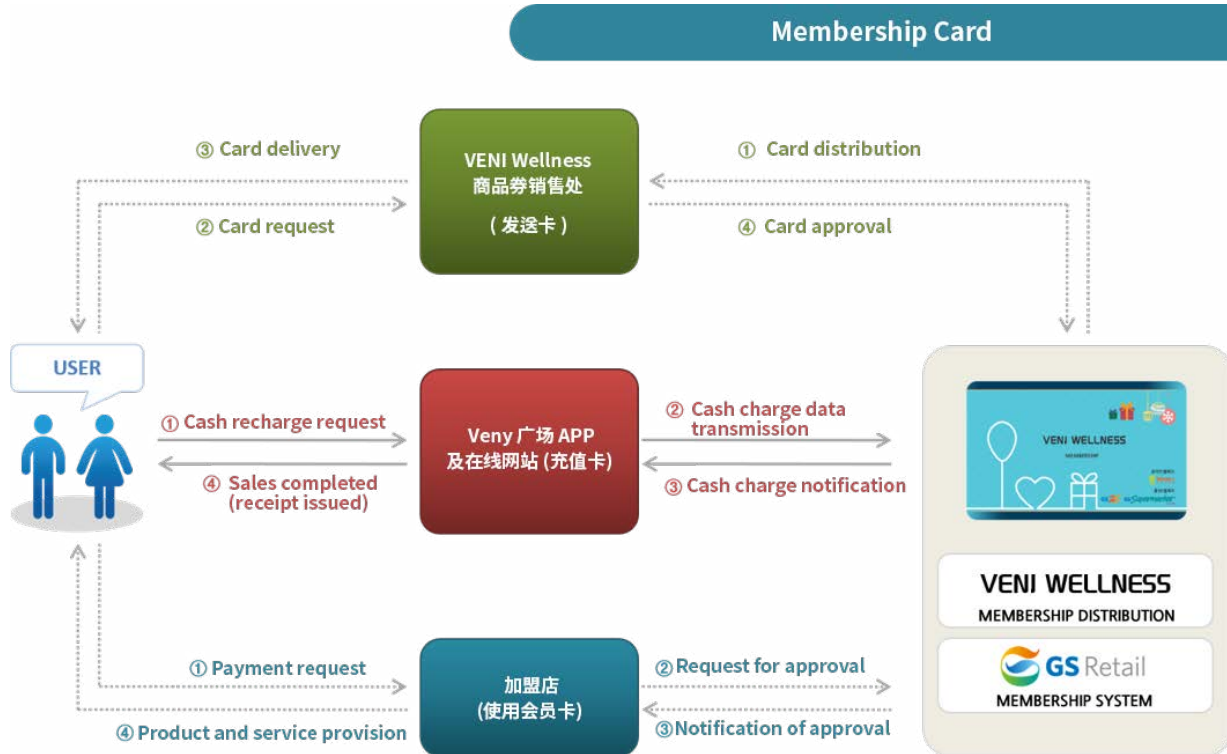 Membership Card
③ Card delivery
② Card request
VENI Wellness
商品券销售处
( 发送卡 )
① Card distribution
④ Card approval
USER
① Cash recharge request
④ Sales completed
(receipt issued)
Veny 广场 APP
及在线网站 (充值卡)
② Cash charge data
transmission
③ Cash charge notification
VENI WELLNESS
MEMBERSHIP
VENI WELLNESS
MEMBERSHIP DISTRIBUTION
GS Retail
MEMBERSHIP SYSTEM
① Payment request
④ Product and service provision
加盟店
(使用会员卡)
② Request for approval
③Notification of approval